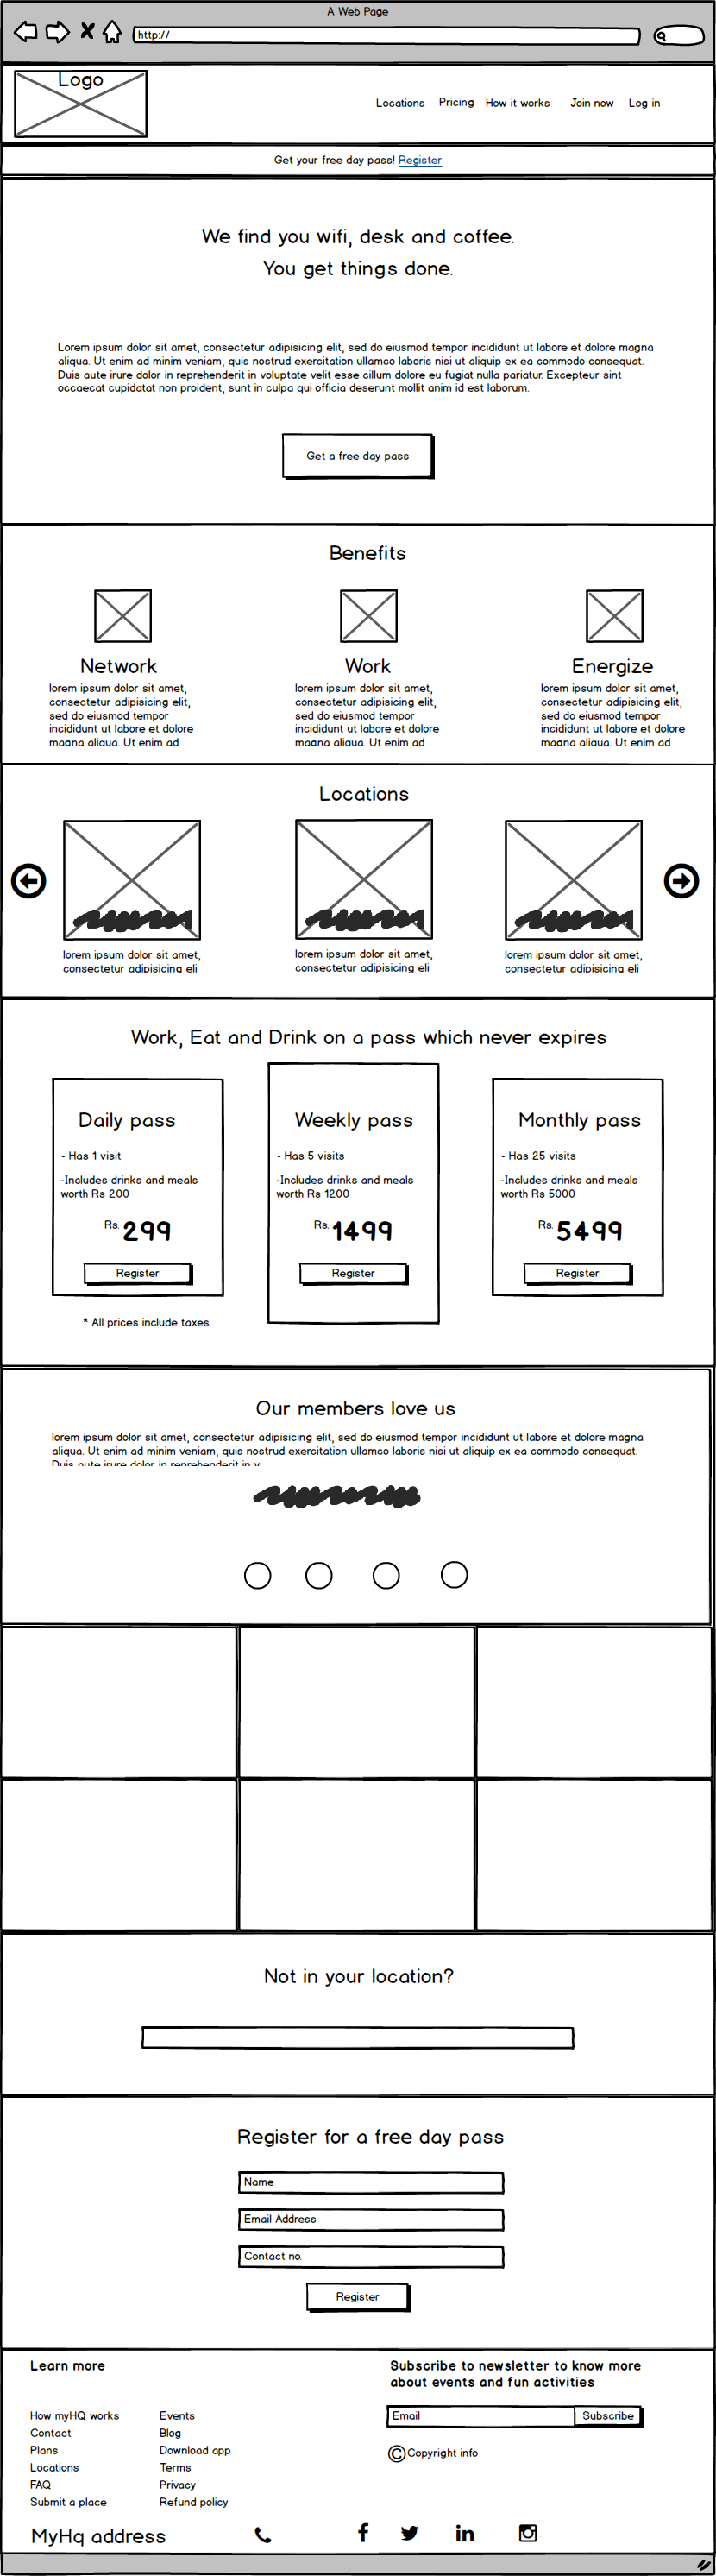 A Web Page
http://
Logo
Locations Pricing How it works Join now Log in
Get your free day pass! Register
We find you wifi, desk and coffee.
You get things done.
Lorem ipsum dolor sit amet, consectetur adipisicing elit, sed do eiusmod tempor incididunt ut labore et dolore magna
aliqua. Ut enim ad minim veniam, quis nostrud exercitation ullamco laboris nisi ut aliquip ex ea commodo consequat.
Duis aute irure dolor in reprehenderit in voluptate velit esse cillum dolore eu fugiat nulla pariatur. Excepteur sint
occaecat cupidatat non proident, sunt in culpa qui officia deserunt mollit anim id est laborum.
Get a free day pass
Benefits
Network
lorem ipsum dolor sit amet,
consectetur adipisicing elit,
sed do eiusmod tempor
incididunt ut labore et dolore
magna aliqua. Ut enim ad
Work
lorem ipsum dolor sit amet,
consectetur adipisicing elit,
sed do eiusmod tempor
incididunt ut labore et dolore
magna aliqua. Ut enim ad
Energize
lorem ipsum dolor sit amet,
consectetur adipisicing elit,
sed do eiusmod tempor
incididunt ut labore et dolore
magna aliqua. Ut enim ad
Locations
lorem ipsum dolor sit amet,
consectetur adipisicing eli
lorem ipsum dolor sit amet,
consectetur adipisicing eli
lorem ipsum dolor sit amet,
consectetur adipisicing eli
Work, Eat and Drink on a pass which never expires
Daily pass
- Has 1 visit
-Includes drinks and meals
worth Rs 200
Rs. 299
Register
Weekly pass
- Has 5 visits
-Includes drinks and meals
worth Rs 1200
Rs. 1499
Register
Monthly pass
- Has 25 visits
-Includes drinks and meals
worth Rs 5000
Rs. 5499
Register
* All prices include taxes.
Our members love us
lorem ipsum dolor sit amet, consectetur adipisicing elit, sed do eiusmod tempor incididunt ut labore et dolore magna
aliqua. Ut enim ad minim veniam, quis nostrud exercitation ullamco laboris nisi ut aliquip ex ea commodo consequat.
Duis aute irure dolor in reprehenderit in v
Not in your location?
Register for a free day pass
Name
Email Address
Contact no.
Register
Learn more
How myHQ works
Contact
Plans
Locations
FAQ
Submit a place
Events
Blog
Download app
Terms
Privacy
Refund policy
Subscribe to newsletter to know more
about events and fun activities
Email Subscribe
© Copyright info
MyHq address